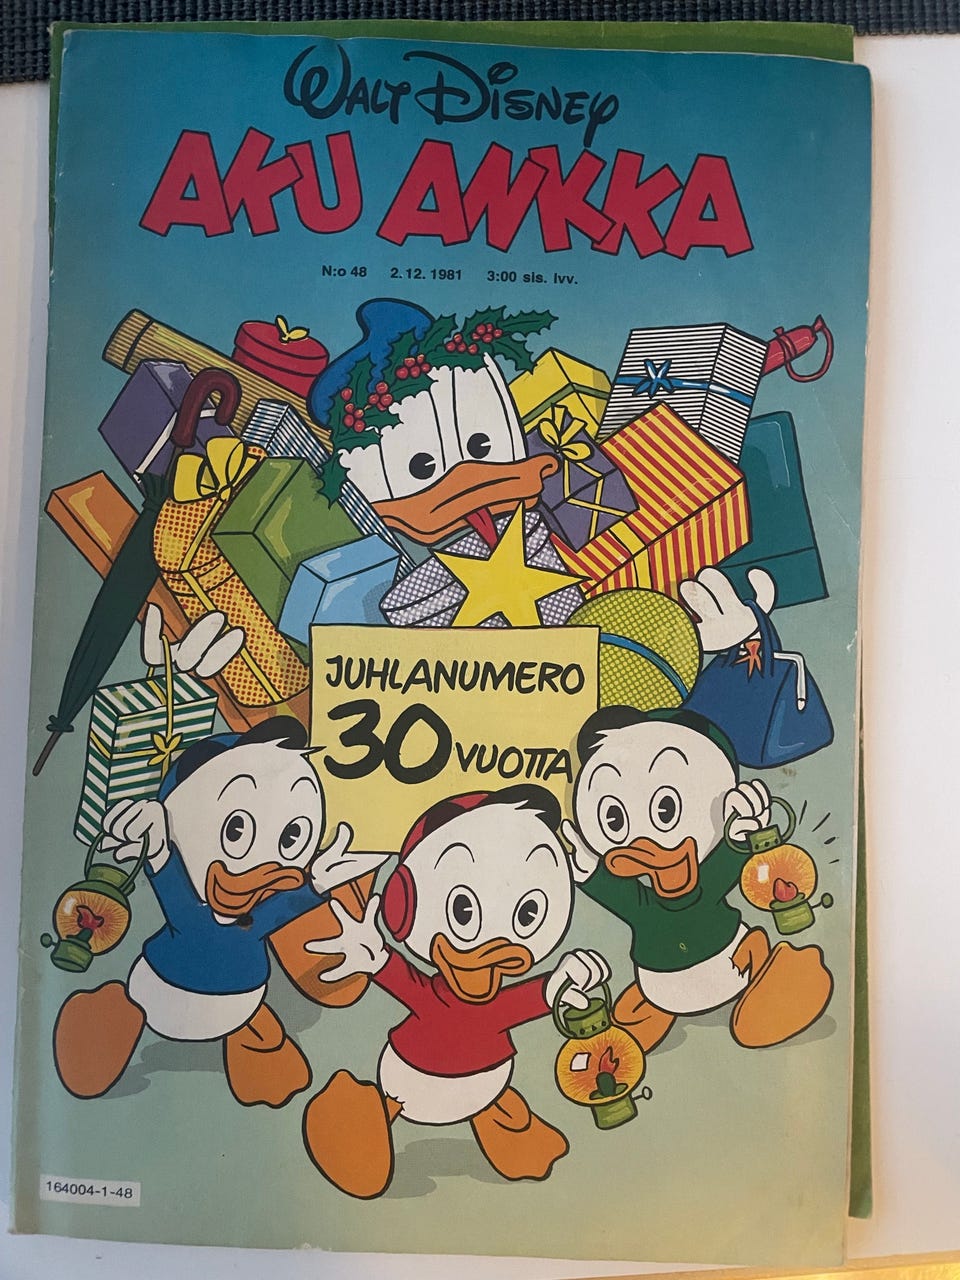 WALT DISNEY
AKU ANKKA
N:o 48 2.12.1981 3:00 sis. lvv.
JUHLANUMERO
30 VUOTTA
164004-1-48